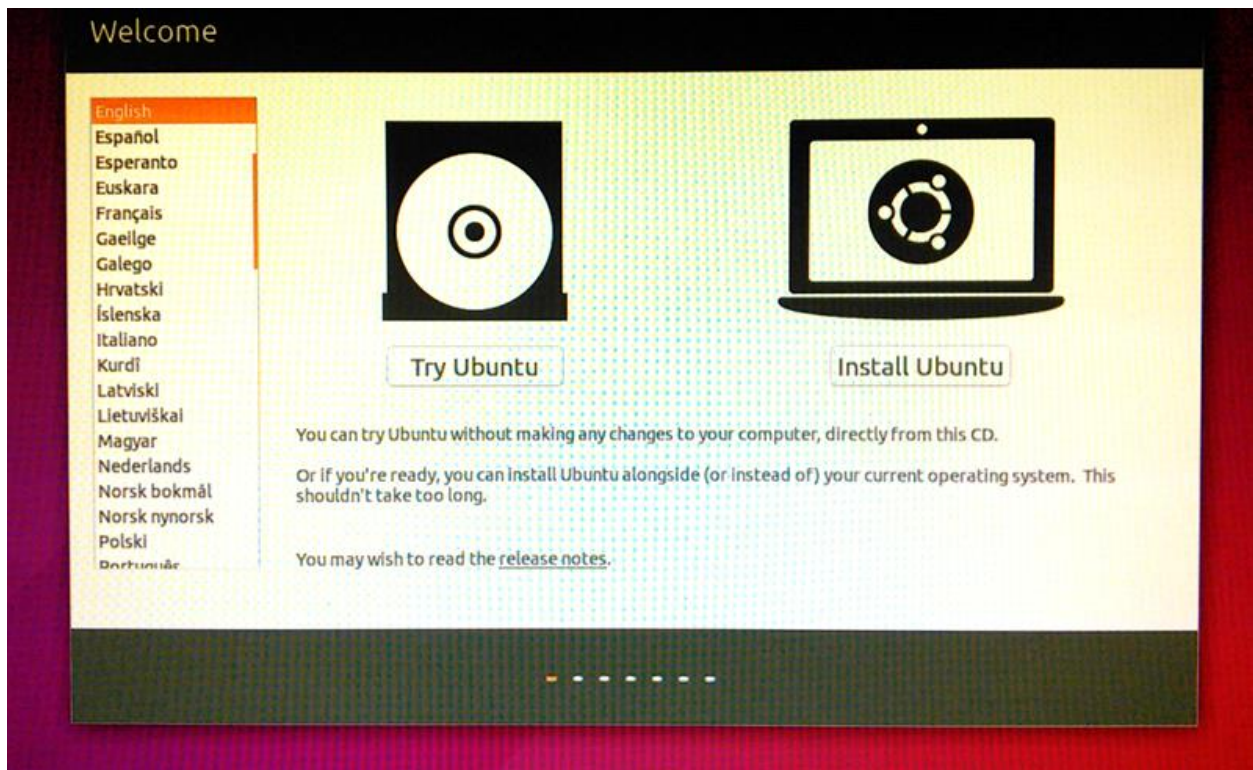 Welcome
English
Español
Esperanto
Euskara
Français
Gaeilge
Galego
Hrvatski
Íslenska
Italiano
Kurdî
Latviski
Lietuviškai
Magyar
Nederlands
Norsk bokmål
Norsk nynorsk
Polski
Português
Try Ubuntu
Install Ubuntu
You can try Ubuntu without making any changes to your computer, directly from this CD.
Or if you're ready, you can install Ubuntu alongside (or instead of) your current operating system. This
shouldn't take too long.
You may wish to read the release notes.